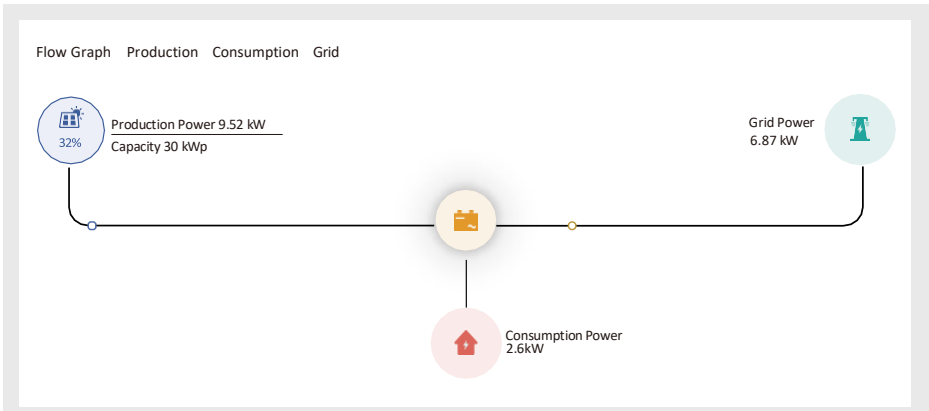 Flow Graph Production Consumption Grid
32%
Production Power 9.52 kW
Capacity 30 kWp
Grid Power
6.87 kW
Consumption Power
2.6kW